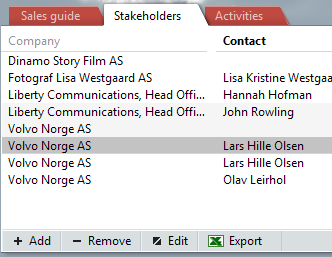 Sales guide Stakeholders Activities
Company Contact
Dinamo Story Film AS
Fotograf Lisa Westgaard AS Lisa Kristine Westgaa
Liberty Communications, Head Offi... Hannah Hofman
Liberty Communications, Head Offi... John Rowling
Volvo Norge AS
Volvo Norge AS Lars Hille Olsen
Volvo Norge AS Lars Hille Olsen
Volvo Norge AS Olav Leirhol
+ Add − Remove Edit Export